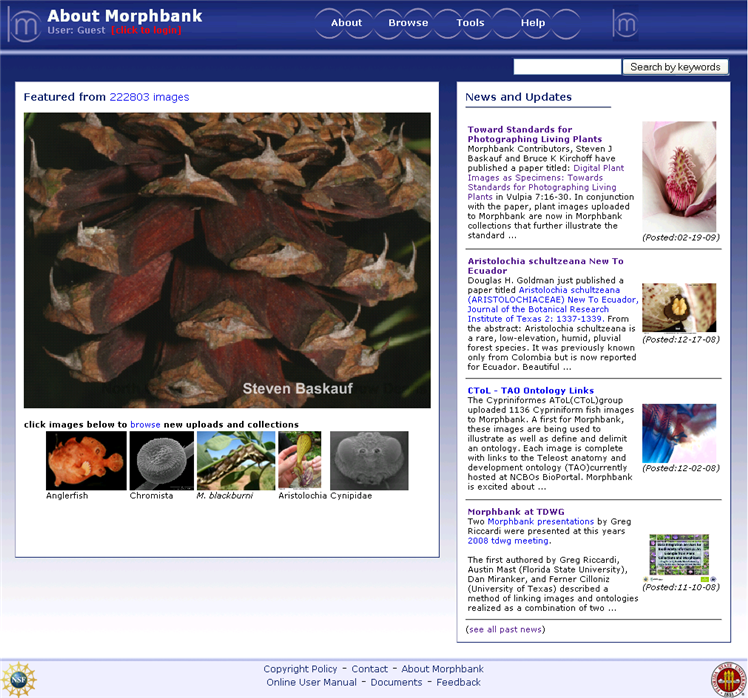 About Morphbank
User: Guest [click to login]
About Browse Tools Help
m
Search by keywords
Featured from 222803 images
Steven Baskauf
click images below to browse new uploads and collections
Anglerfish Chromista M. blackburni Aristolochia Cynipidae
News and Updates
Toward Standards for
Photographing Living Plants
Morphbank Contributors, Steven J
Baskauf and Bruce K Kirchoff have
published a paper titled: Digital Plant
Images as Specimens: Towards
Standards for Photographing Living
Plants in Vulpia 7:16-30. In conjunction
with the paper, plant images uploaded
to Morphbank are now in Morphbank
collections that further illustrate the
standard ...
(Posted:02-19-09)
Aristolochia schultzeana New To
Ecuador
Douglas H. Goldman just published a
paper titled Aristolochia schultzeana
(ARISTOLOCHIACEAE) New To Ecuador,
Journal of the Botanical Research
Institute of Texas 2: 1337-1339. From
the abstract: Aristolochia schultzeana is
a rare, low-elevation, humid, pluvial
forest species. It was previously known
only from Colombia but is now reported
for Ecuador. Beautiful ...
(Posted:12-17-08)
CToL - TAO Ontology Links
The Cypriniformes AToL(CToL)group
uploaded 1136 Cypriniform fish images
to Morphbank. A first for Morphbank,
these images are being used to
illustrate as well as define and delimit
an ontology. Each image is complete
with links to the Teleost anatomy and
development ontology (TAO)currently
hosted at NCBOs BioPortal. Morphbank
is excited about ...
(Posted:12-02-08)
Morphbank at TDWG
Two Morphbank presentations by Greg
Riccardi were presented at this years
2008 tdwg meeting.
The first authored by Greg Riccardi,
Austin Mast (Florida State University),
Dan Miranker, and Ferner Cilloniz
(University of Texas) described a
method of linking images and ontologies
realized as a combination of two ...
(Posted:11-10-08)
(see all past news)
NSF
Copyright Policy - Contact - About Morphbank
Online User Manual - Documents - Feedback